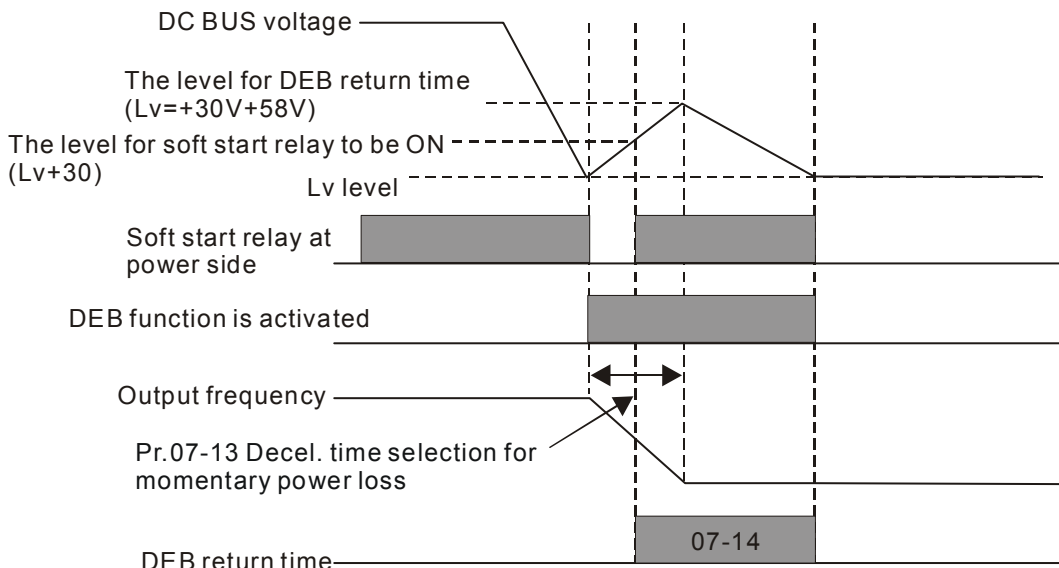 DC BUS voltage
The level for DEB return time
(Lv=+30V+58V)
The level for soft start relay to be ON
(Lv+30)
Lv level
Soft start relay at
power side
DEB function is activated
Output frequency
Pr.07-13 Decel. time selection for
momentary power loss
07-14
DEB return time